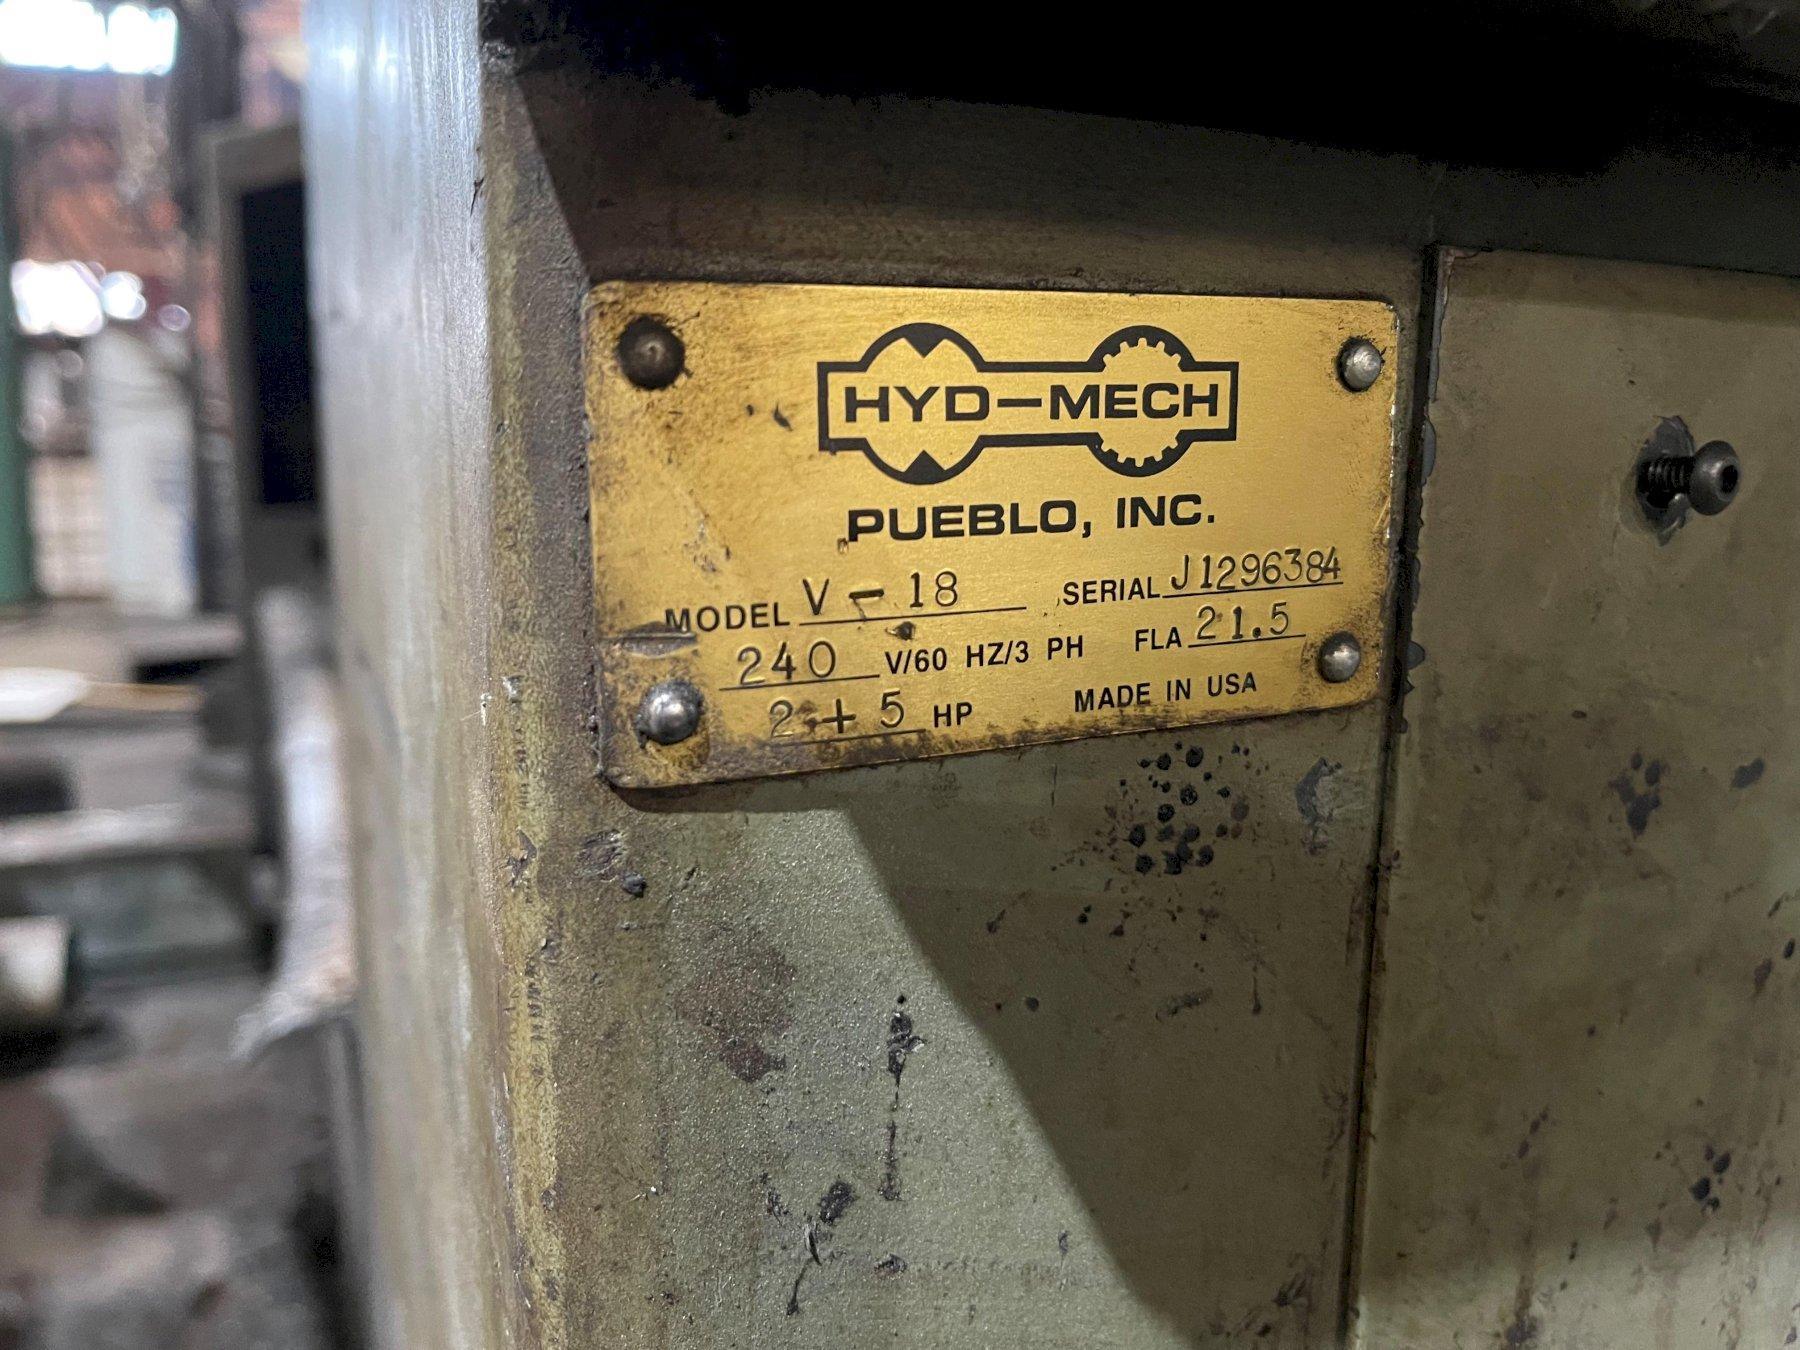 HYD-MECH
PUEBLO, INC.
MODEL V-18 SERIAL J1296384
240 V/60 HZ/3 PH FLA 21.5
2+5 HP MADE IN USA